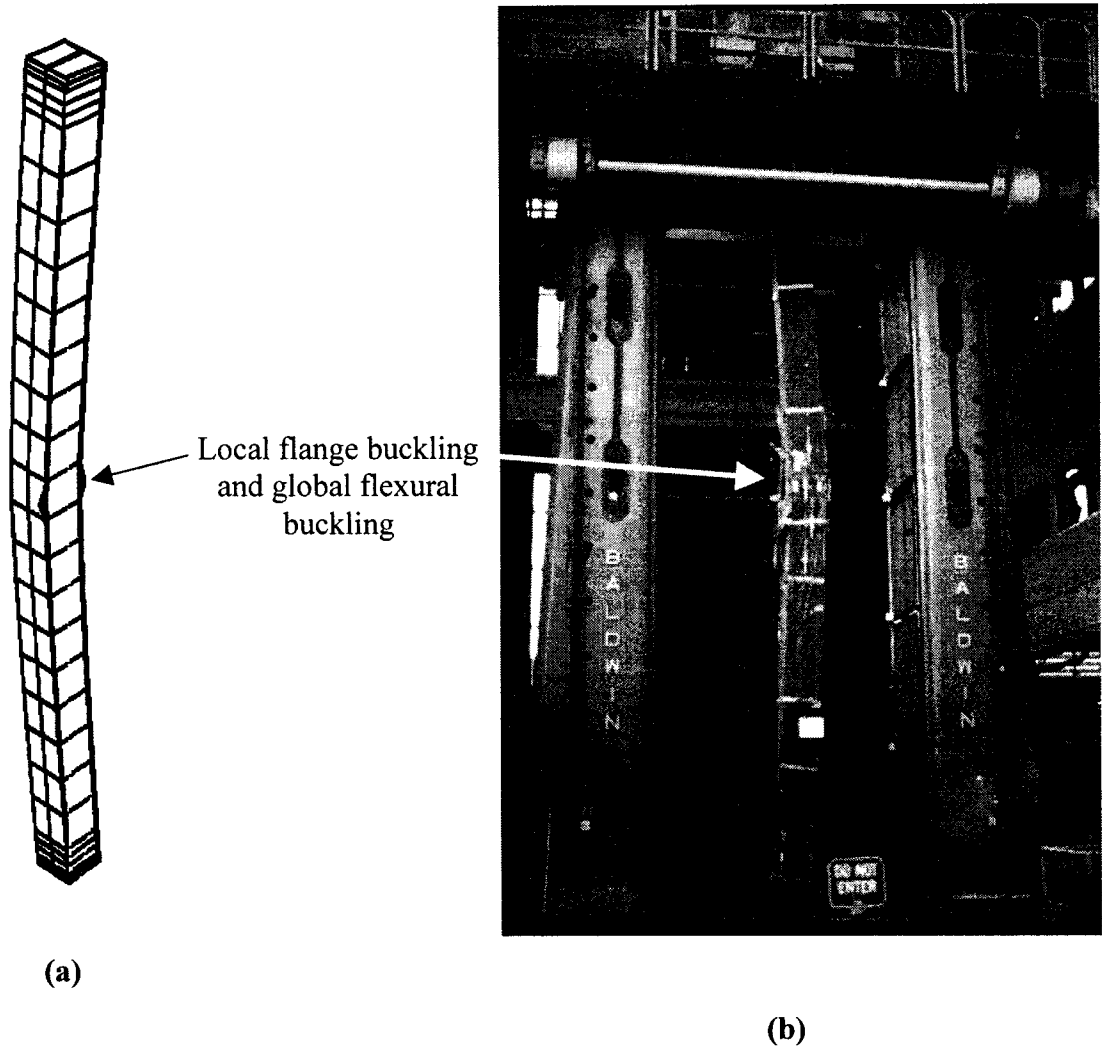 Local flange buckling
and global flexural
buckling
BALDWIN
BALDWIN
DO NOT
ENTER
(a)
(b)